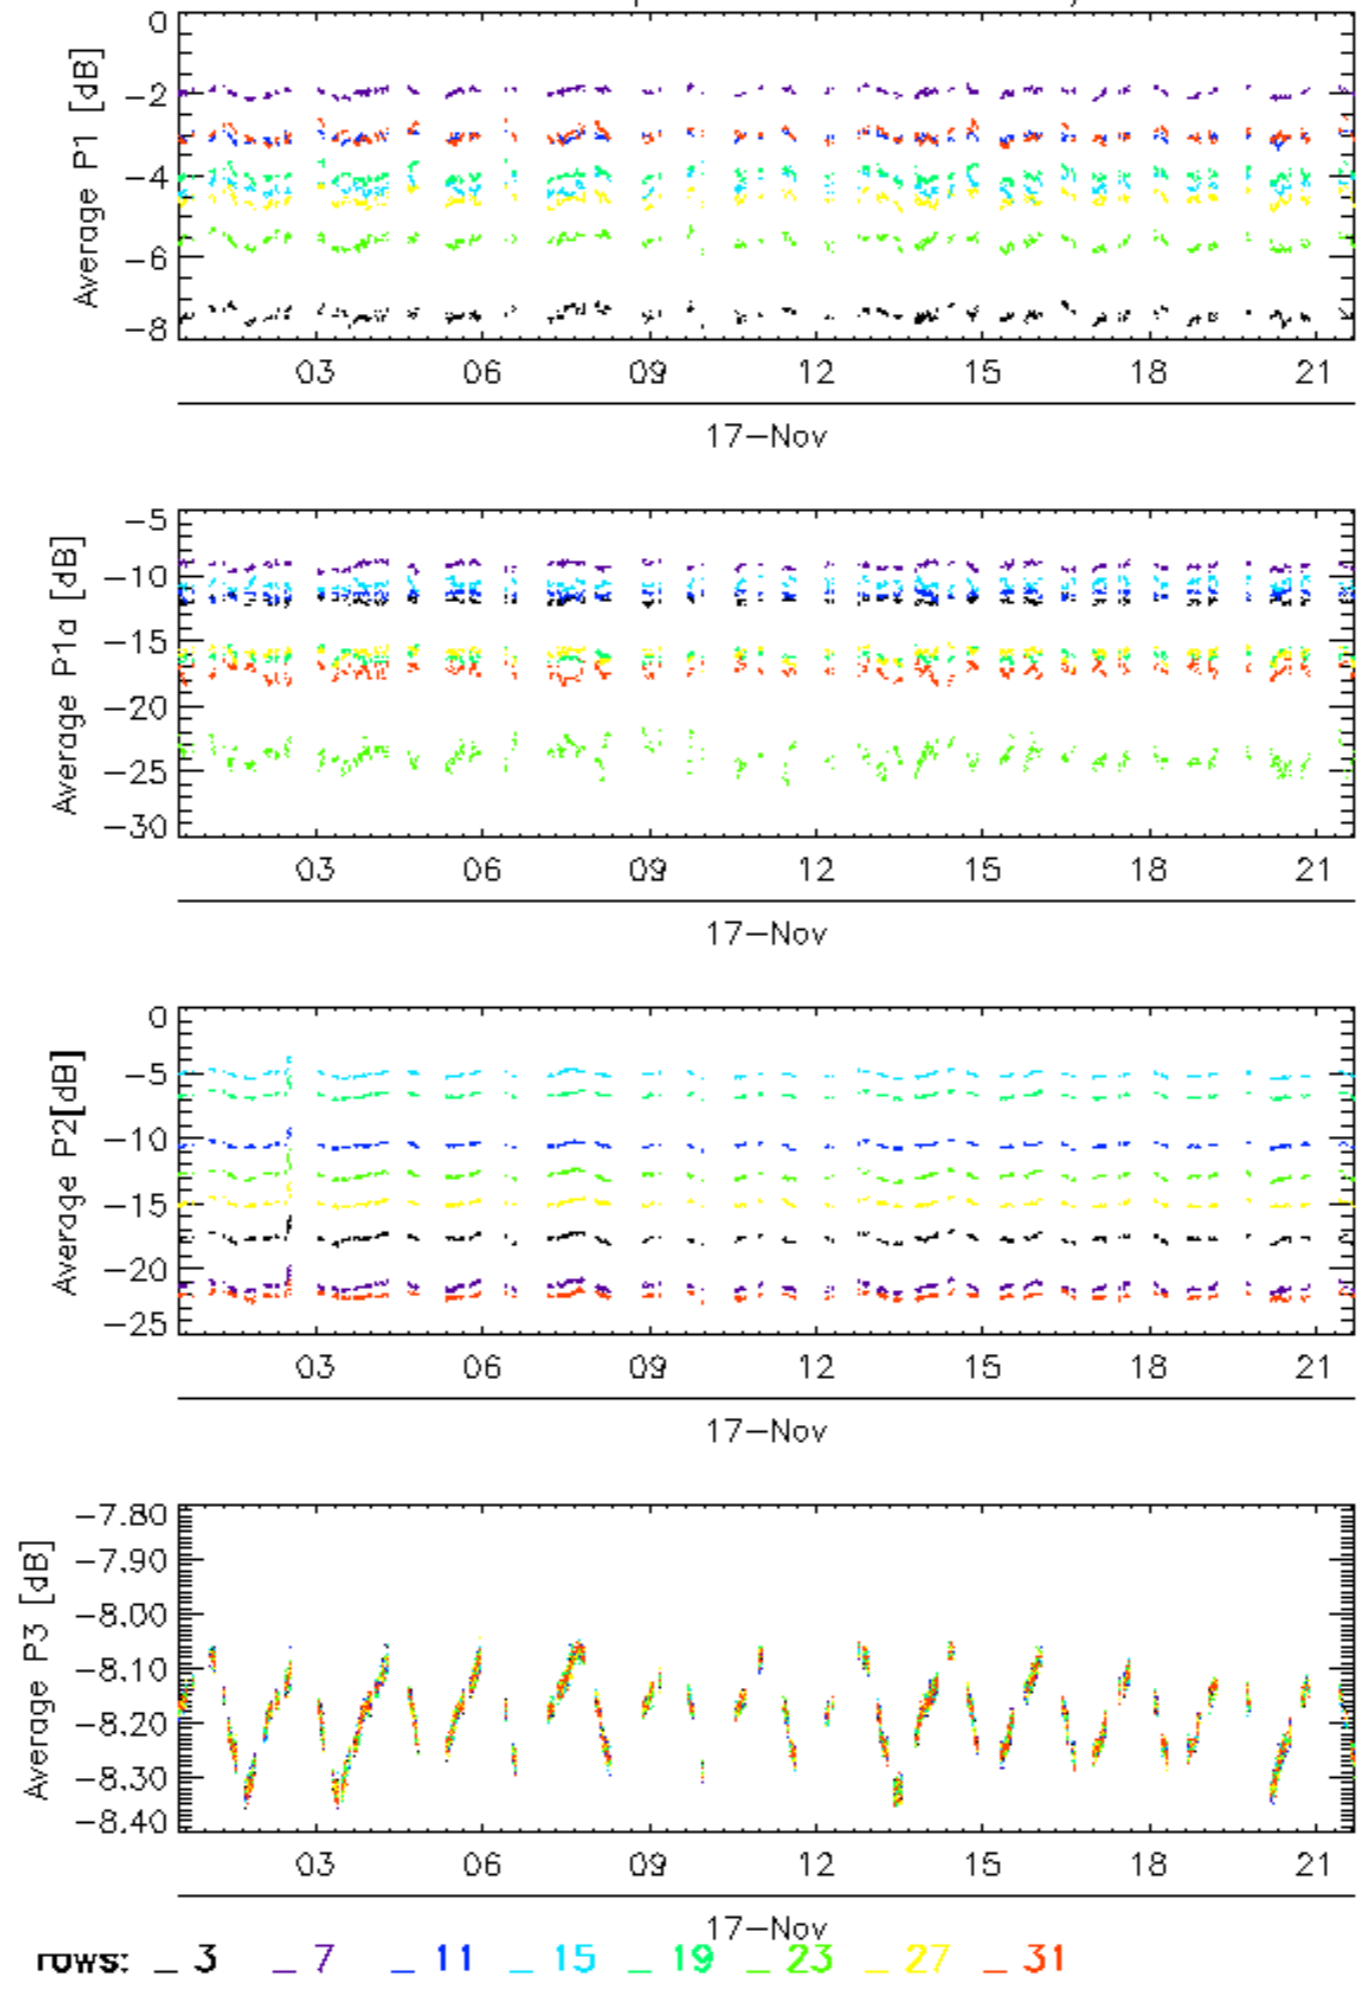 0
−2
−4
−6
−8
Average P1 [dB]
03 06 09 12 15 18 21
17−Nov
−5
−10
−15
−20
−25
−30
Average P1a [dB]
03 06 09 12 15 18 21
17−Nov
0
−5
−10
−15
−20
−25
Average P2[dB]
03 06 09 12 15 18 21
17−Nov
−7.80
−7.90
−8.00
−8.10
−8.20
−8.30
−8.40
Average P3 [dB]
03 06 09 12 15 18 21
17−Nov
rows: _ 3 _ 7 _ 11 _ 15 _ 19 _ 23 _ 27 _ 31